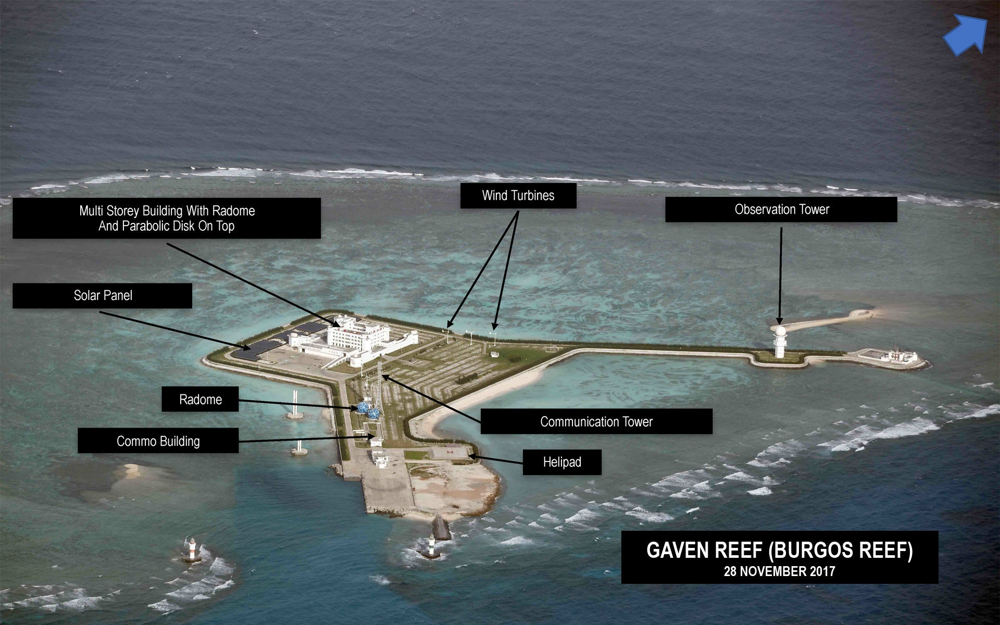 Wind Turbines
Observation Tower
Multi Storey Building With Radome
And Parabolic Disk On Top
Solar Panel
Radome
Communication Tower
Commo Building
Helipad
GAVEN REEF (BURGOS REEF)
28 NOVEMBER 2017